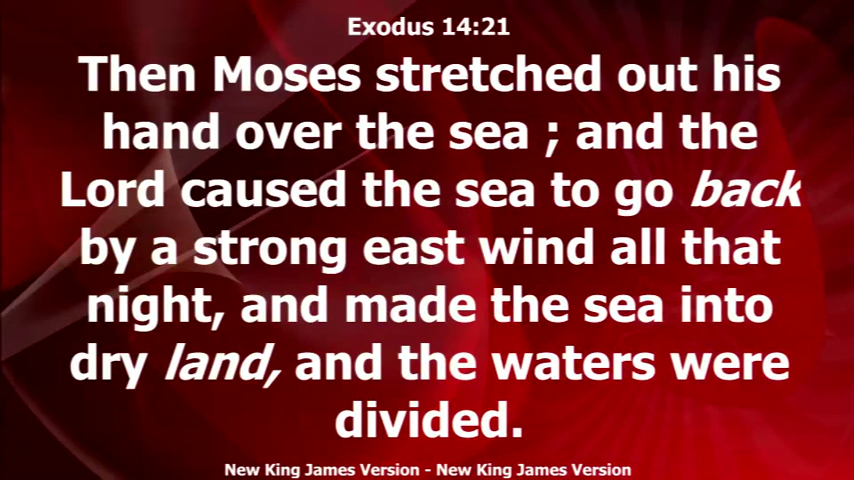 Exodus 14:21
Then Moses stretched out his
hand over the sea ; and the
Lord caused the sea to go back
by a strong east wind all that
night, and made the sea into
dry land, and the waters were
divided.
New King James Version - New King James Version